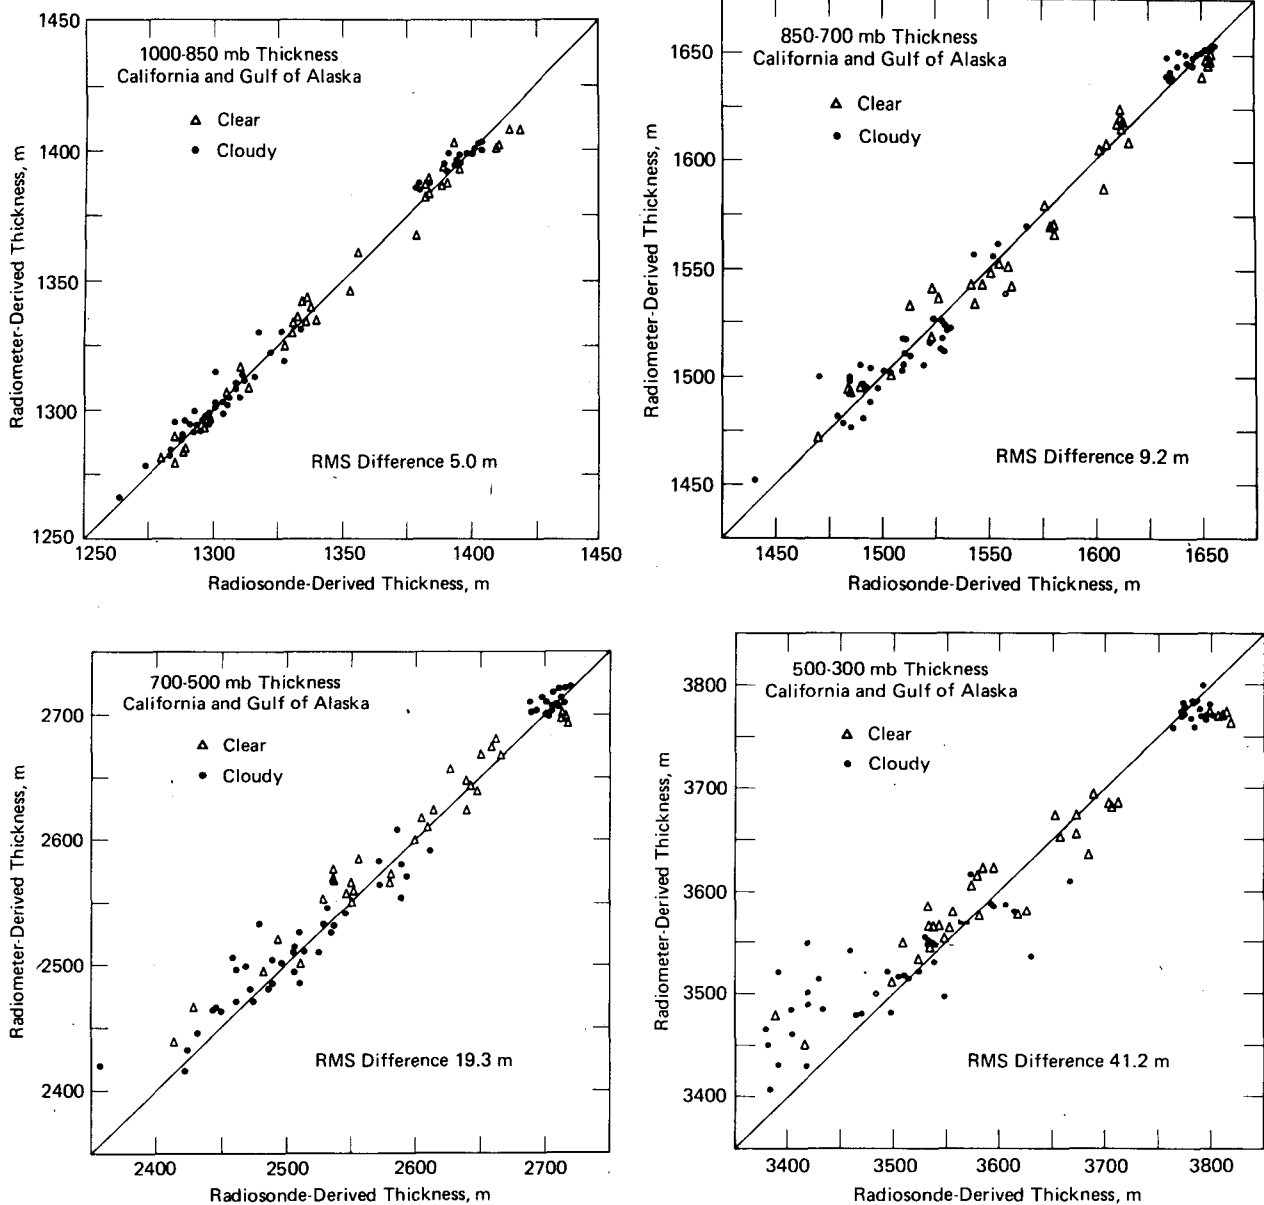 1000-850 mb Thickness
California and Gulf of Alaska
Clear
Cloudy
RMS Difference 5.0 m
1450
1400
1350
1300
1250
1250 1300 1350 1400 1450
Radiosonde-Derived Thickness, m
Radiometer-Derived Thickness, m
850-700 mb Thickness
California and Gulf of Alaska
Clear
Cloudy
RMS Difference 9.2 m
1650
1600
1550
1500
1450
1450 1500 1550 1600 1650
Radiosonde-Derived Thickness, m
Radiometer-Derived Thickness, m
700-500 mb Thickness
California and Gulf of Alaska
Clear
Cloudy
RMS Difference 19.3 m
2700
2600
2500
2400
2400 2500 2600 2700
Radiosonde-Derived Thickness, m
Radiometer-Derived Thickness, m
500-300 mb Thickness
California and Gulf of Alaska
Clear
Cloudy
RMS Difference 41.2 m
3800
3700
3600
3500
3400
3400 3500 3600 3700 3800
Radiosonde-Derived Thickness, m
Radiometer-Derived Thickness, m